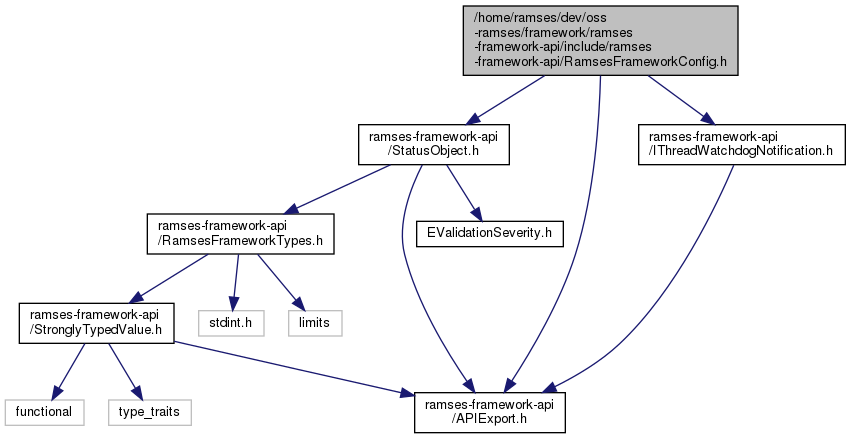 /home/ramses/dev/oss
-ramses/framework/ramses
-framework-api/include/ramses
-framework-api/RamsesFrameworkConfig.h
ramses-framework-api
/StatusObject.h
ramses-framework-api
/IThreadWatchdogNotification.h
ramses-framework-api
/RamsesFrameworkTypes.h
EValidationSeverity.h
ramses-framework-api
/StronglyTypedValue.h
stdint.h
limits
functional
type_traits
ramses-framework-api
/APIExport.h